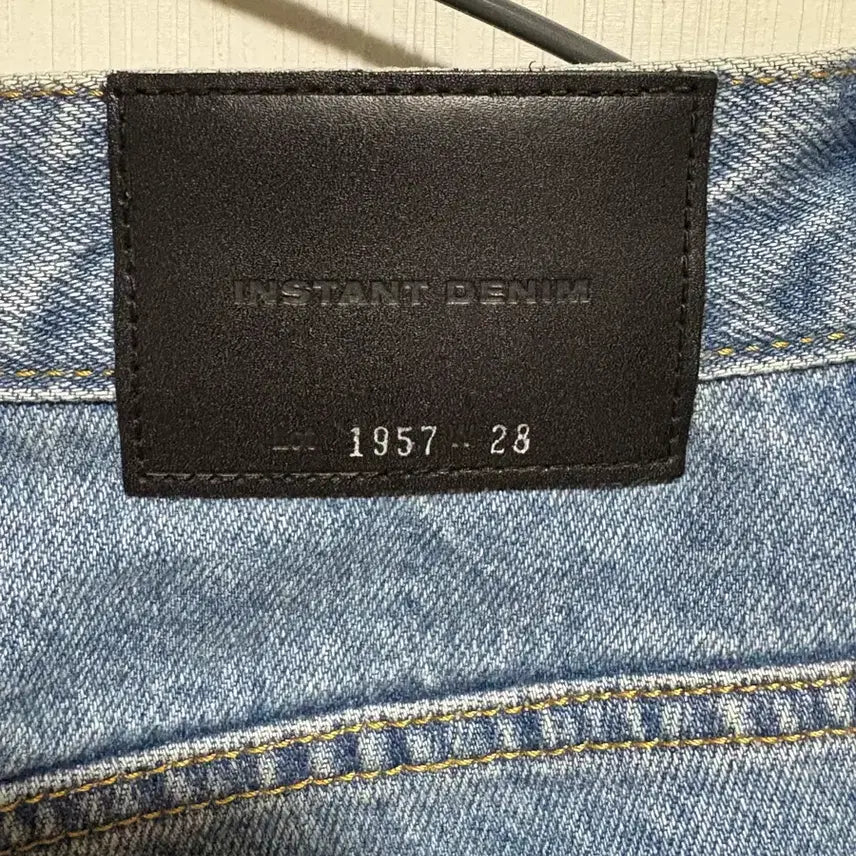 INSTANT DENIM
1957 28